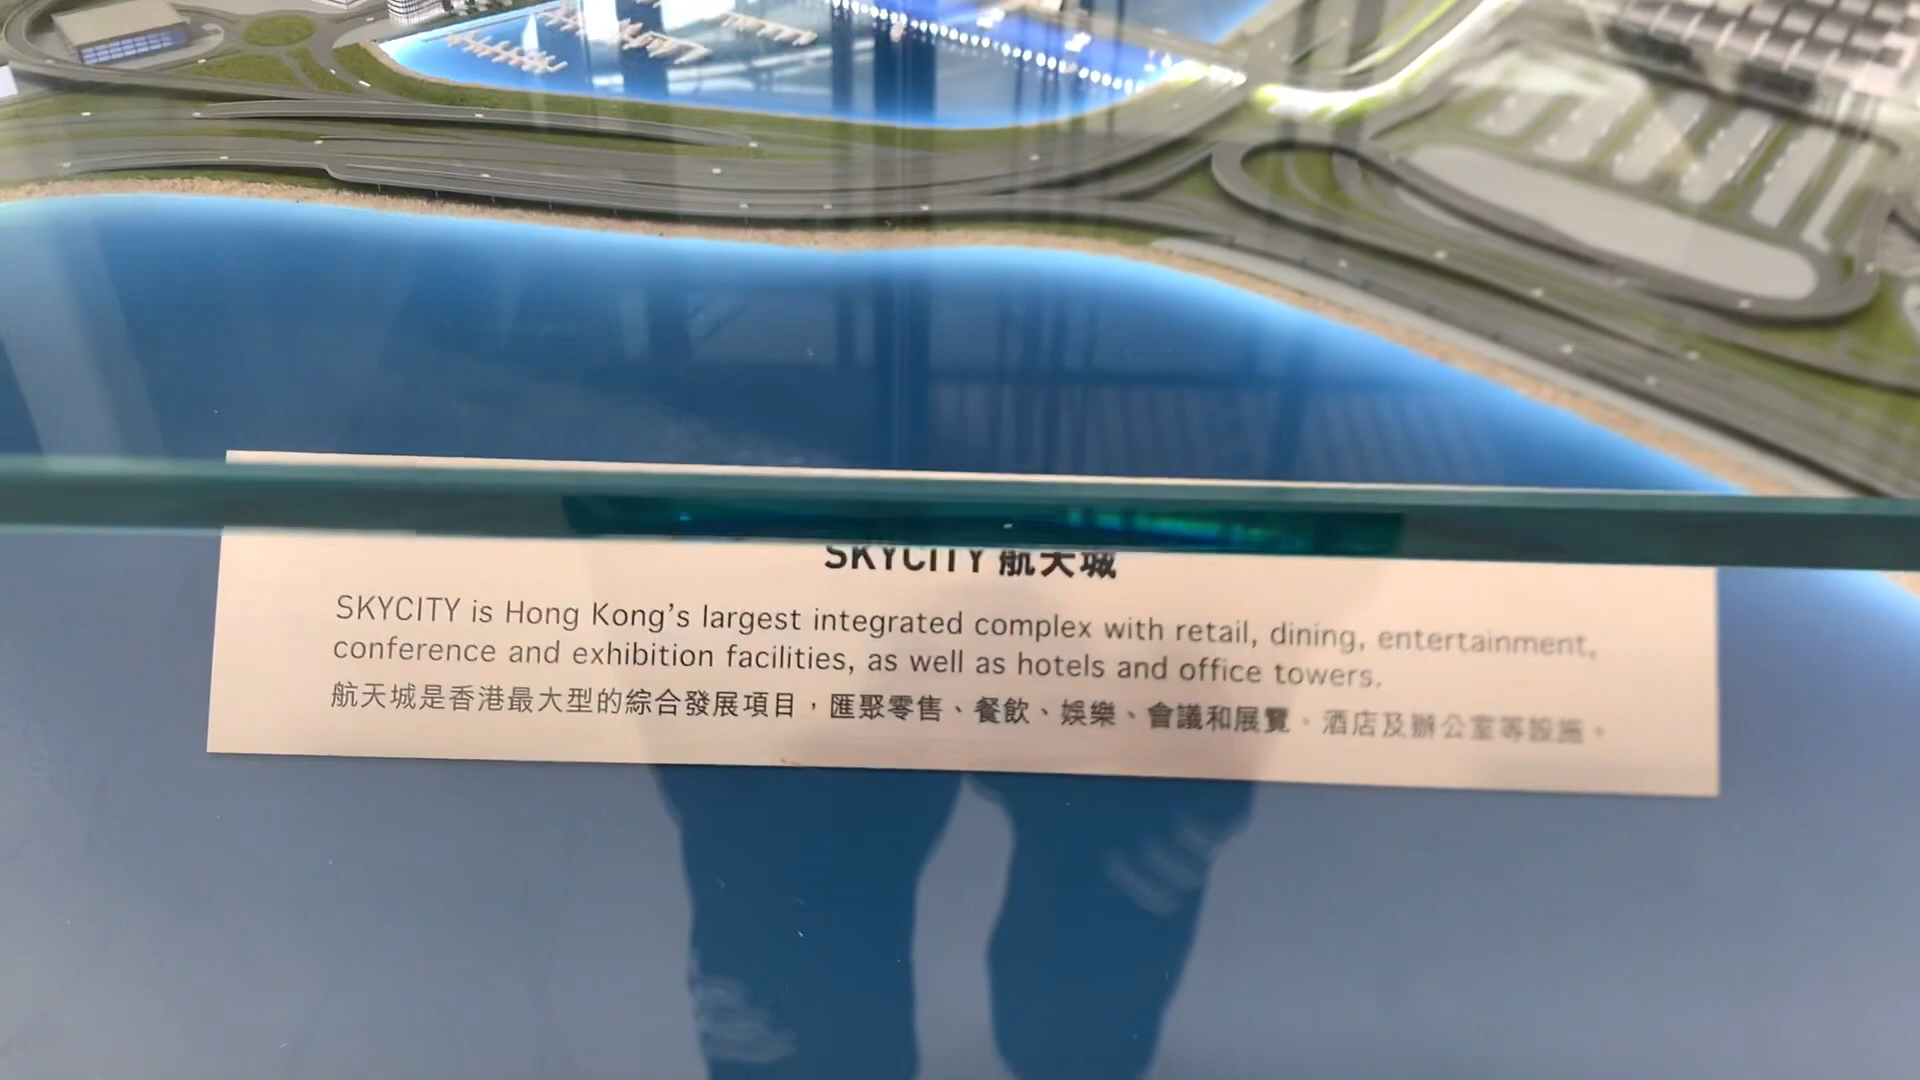 SKYCITY 航天城
SKYCITY is Hong Kong's largest integrated complex with retail, dining, entertainment,
conference and exhibition facilities, as well as hotels and office towers.
航天城是香港最大型的綜合發展項目，匯聚零售、餐飲、娛樂、會議和展覽、酒店及辦公室等設施。